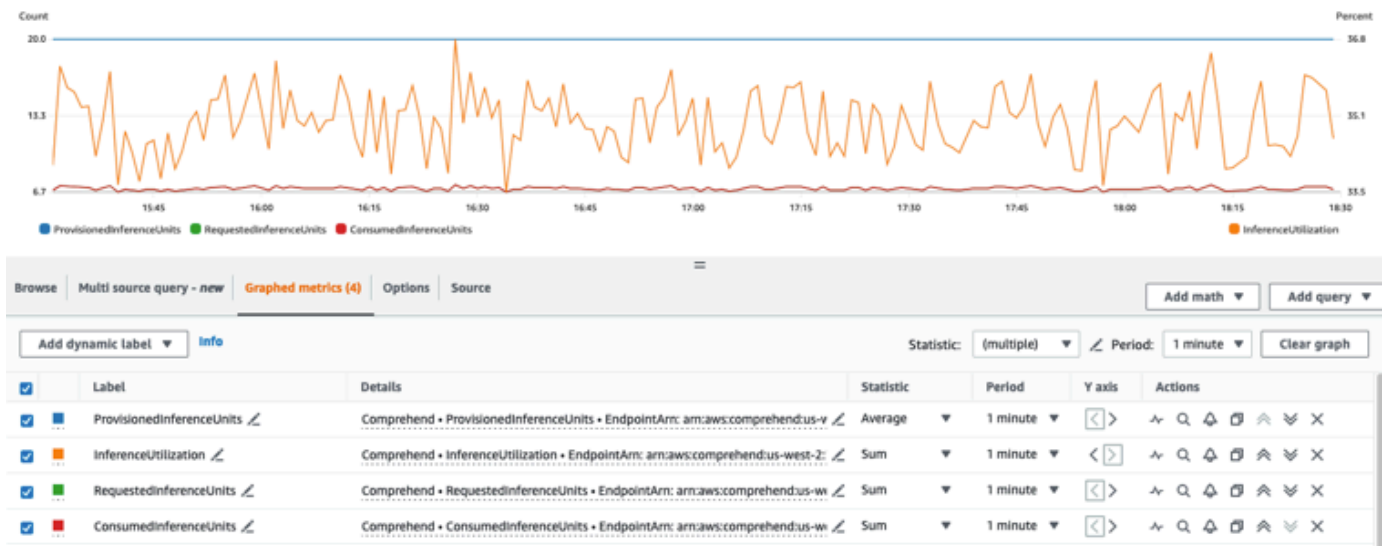 Count Percent
20.0 36.8
13.3 35.1
6.7 33.5
15:45 16:00 16:15 16:30 16:45 17:00 17:15 17:30 17:45 18:00 18:15 18:30
ProvisionedInferenceUnits RequestedInferenceUnits ConsumedInferenceUnits InferenceUtilization
Browse Multi source query - new Graphed metrics (4) Options Source
Add math Add query
Add dynamic label Info Statistic: (multiple) Period: 1 minute Clear graph
Label Details Statistic Period Y axis Actions
ProvisionedInferenceUnits Comprehend • ProvisionedInferenceUnits • EndpointArn: arn:aws:comprehend:us-w Average 1 minute
InferenceUtilization Comprehend • InferenceUtilization • EndpointArn: arn:aws:comprehend:us-west-2: Sum 1 minute
RequestedInferenceUnits Comprehend • RequestedInferenceUnits • EndpointArn: arn:aws:comprehend:us-we Sum 1 minute
ConsumedInferenceUnits Comprehend • ConsumedInferenceUnits • EndpointArn: arn:aws:comprehend:us-we Sum 1 minute